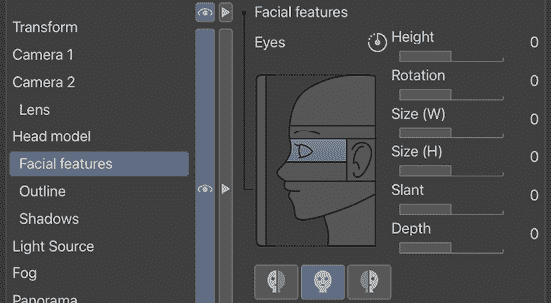 Transform
Camera 1
Camera 2
Lens
Head model
Facial features
Outline
Shadows
Light Source
Fog
Panorama
Facial features
Eyes
Height 0
Rotation 0
Size (W) 0
Size (H) 0
Slant 0
Depth 0